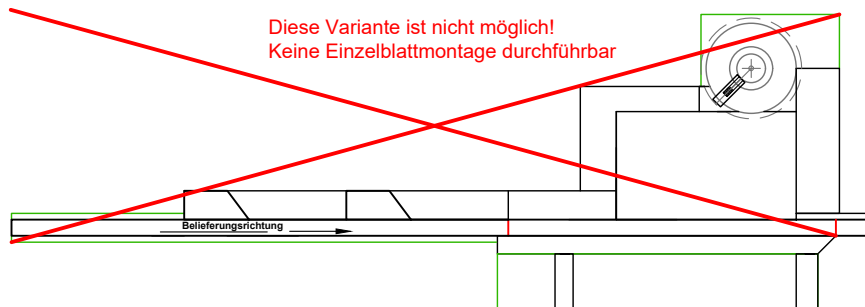 Diese Variante ist nicht möglich!
Keine Einzelblattmontage durchführbar
Belieferungsrichtung